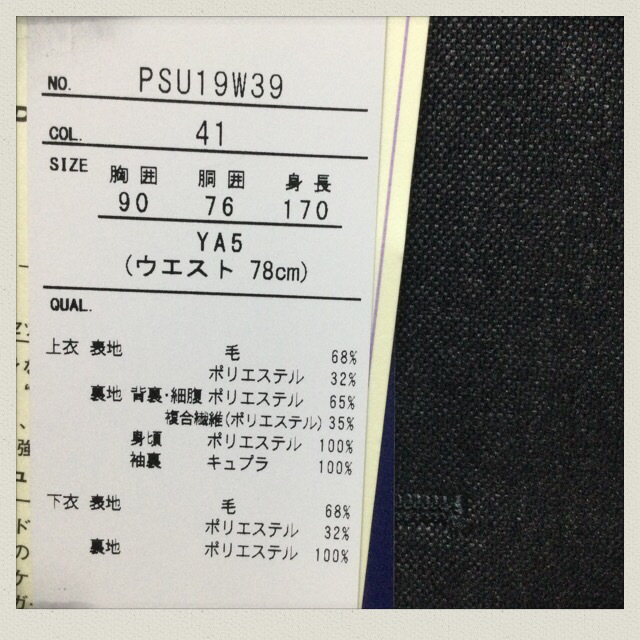 NO. PSU19W39
COL. 41
SIZE 胸囲 胴囲 身長
90 76 170
YA5
(ウエスト 78cm)
QUAL.
上衣 表地 毛 68%
ポリエステル 32%
裏地 背裏・細腹 ポリエステル 65%
複合繊維(ポリエステル) 35%
身頃 ポリエステル 100%
袖裏 キュプラ 100%
下衣 表地 毛 68%
ポリエステル 32%
裏地 ポリエステル 100%